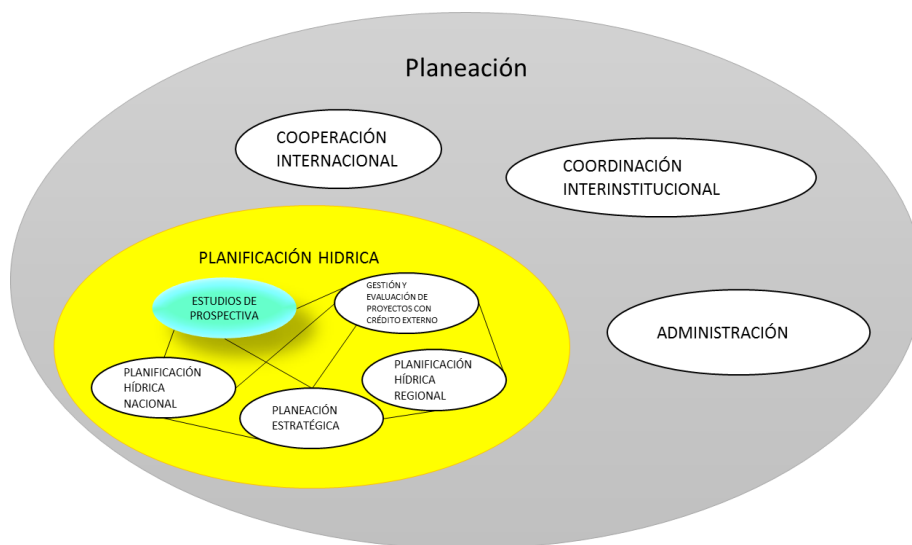 Planeación
COOPERACIÓN
INTERNACIONAL
COORDINACIÓN
INTERINSTITUCIONAL
PLANIFICACIÓN HIDRICA
ESTUDIOS DE
PROSPECTIVA
GESTIÓN Y
EVALUACIÓN DE
PROYECTOS CON
CRÉDITO EXTERNO
ADMINISTRACIÓN
PLANIFICACIÓN
HÍDRICA
NACIONAL
PLANEACIÓN
ESTRATÉGICA
PLANIFICACIÓN
HÍDRICA
REGIONAL